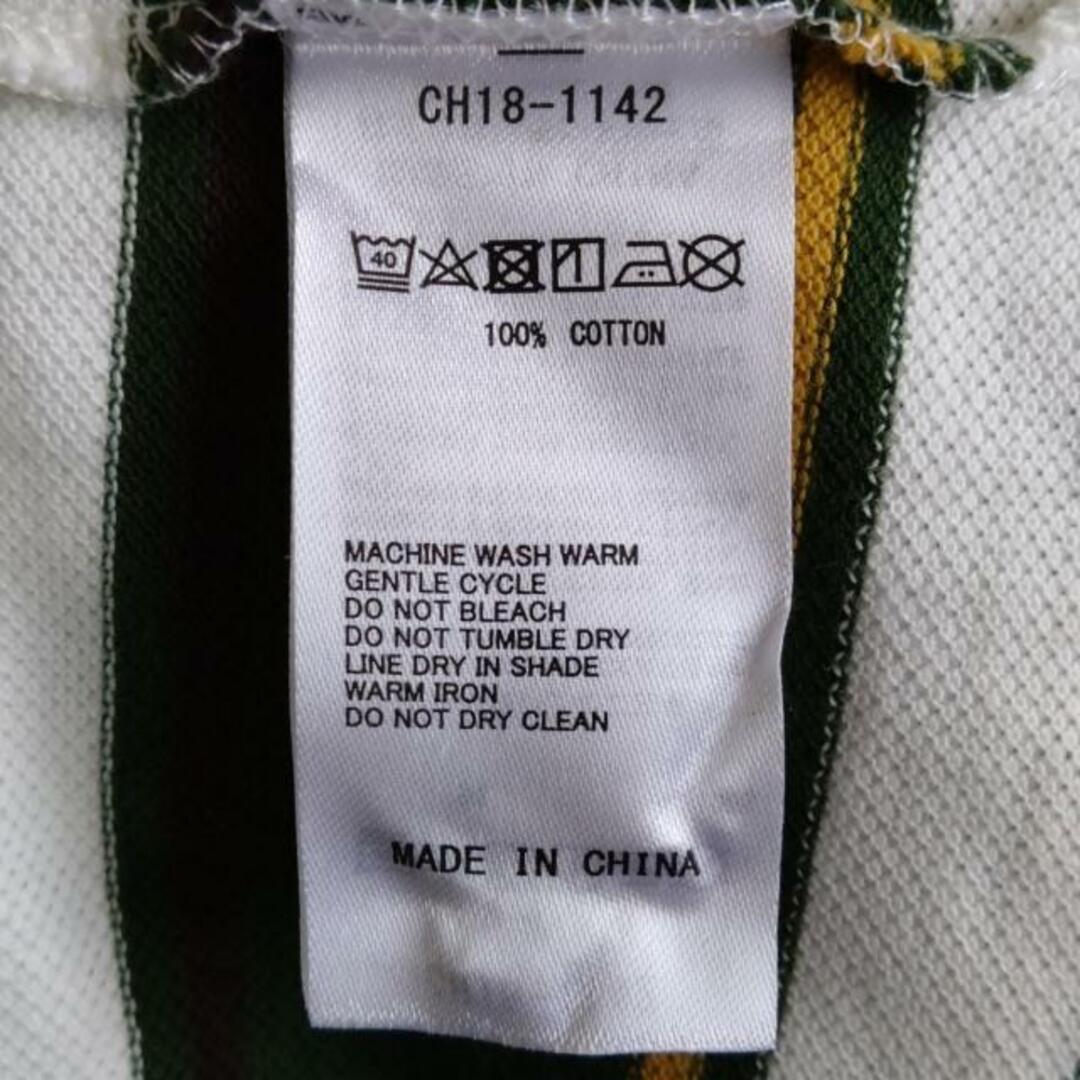 CH18-1142
40
100% COTTON
MACHINE WASH WARM
GENTLE CYCLE
DO NOT BLEACH
DO NOT TUMBLE DRY
LINE DRY IN SHADE
WARM IRON
DO NOT DRY CLEAN
MADE IN CHINA